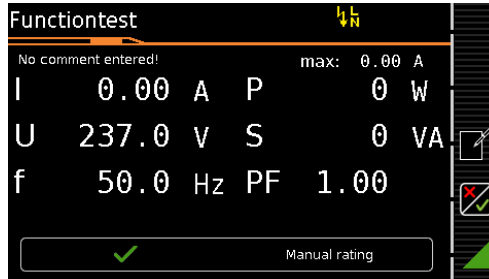 Functiontest
No comment entered! max: 0.00 A
I 0.00 A P 0 W
U 237.0 V S 0 VA
f 50.0 Hz PF 1.00
Manual rating